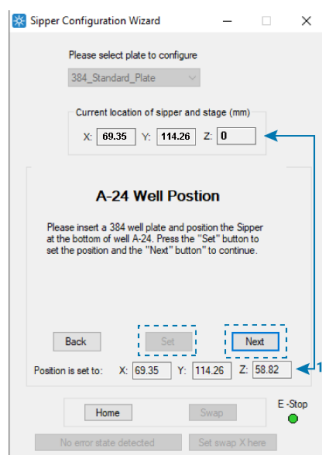 Sipper Configuration Wizard
Please select plate to configure
384_Standard_Plate
Current location of sipper and stage (mm)
X: 69.35 Y: 114.26 Z: 0
A-24 Well Postion
Please insert a 384 well plate and position the Sipper
at the bottom of well A-24. Press the "Set" button to
set the position and the "Next" button" to continue.
Back Set Next
Position is set to: X: 69.35 Y: 114.26 Z: 58.82 1
Home Swap E-Stop
No error state detected Set swap X here